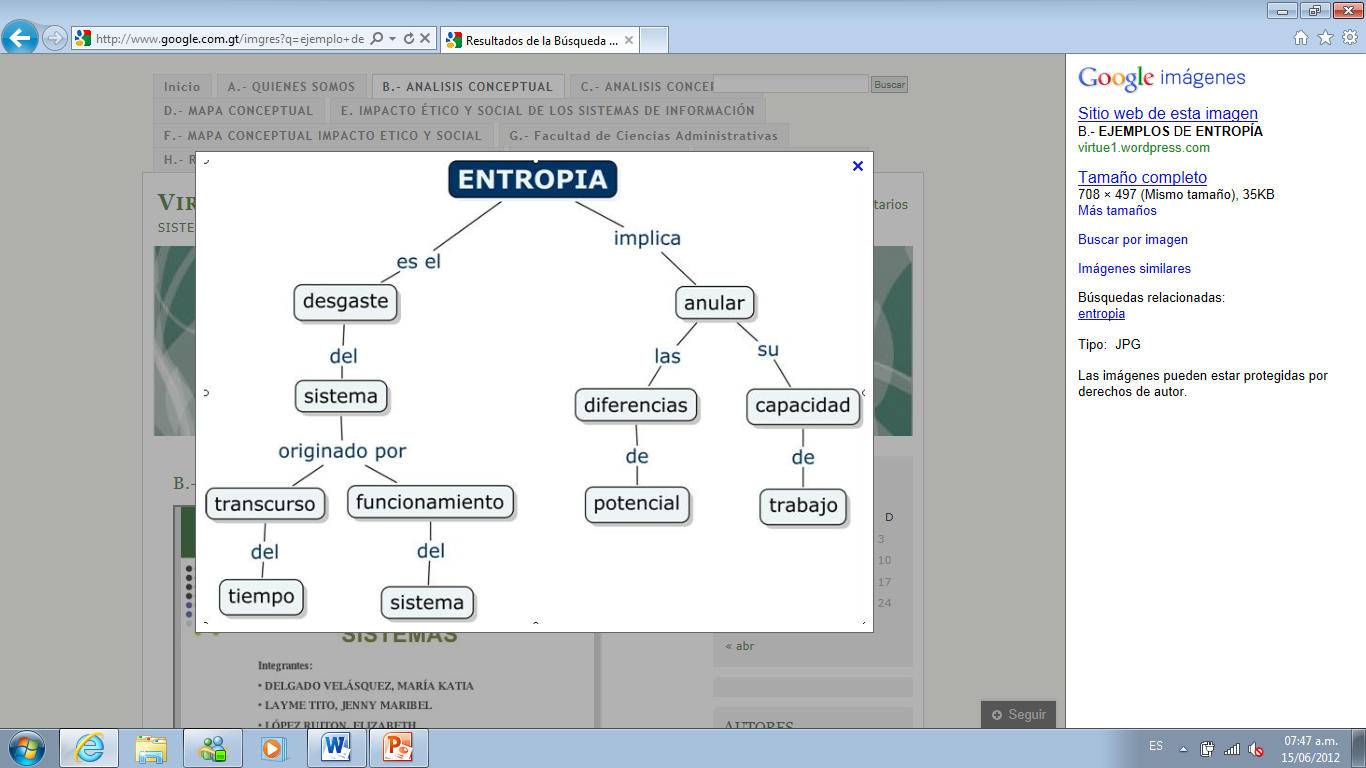 http://www.google.com.gt/imgres?q=ejemplo+de
Resultados de la Búsqueda ...
Inicio
A.- QUIENES SOMOS
B.- ANALISIS CONCEPTUAL
C.- ANALISIS CONCEP
Buscar
D.- MAPA CONCEPTUAL
E. IMPACTO ÉTICO Y SOCIAL DE LOS SISTEMAS DE INFORMACIÓN
F.- MAPA CONCEPTUAL IMPACTO ETICO Y SOCIAL
G.- Facultad de Ciencias Administrativas
ENTROPIA
es el
implica
desgaste
anular
del
las
su
sistema
diferencias
capacidad
originado por
de
de
transcurso
funcionamiento
potencial
trabajo
del
del
tiempo
sistema
SISTEMAS
Integrantes:
• DELGADO VELÁSQUEZ, MARÍA KATIA
• LAYME TITO, JENNY MARIBEL
D
3
10
17
24
« abr
AUTORES
Seguir
Google imágenes
Sitio web de esta imagen
B.- EJEMPLOS DE ENTROPÍA
virtue1.wordpress.com
Tamaño completo
708 × 497 (Mismo tamaño), 35KB
Más tamaños
Buscar por imagen
Imágenes similares
Búsquedas relacionadas:
entropia
Tipo: JPG
Las imágenes pueden estar protegidas por
derechos de autor.
ES
07:47 a.m.
15/06/2012